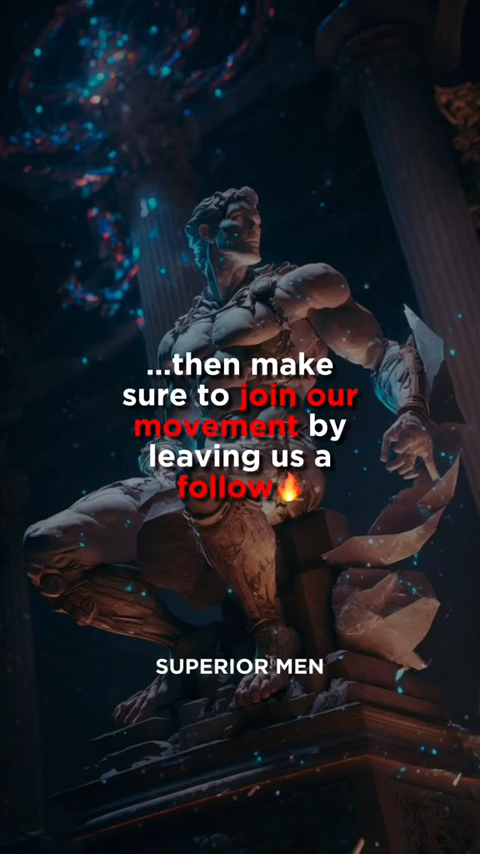 ...then make
sure to join our
movement by
leaving us a
follow🔥
SUPERIOR MEN